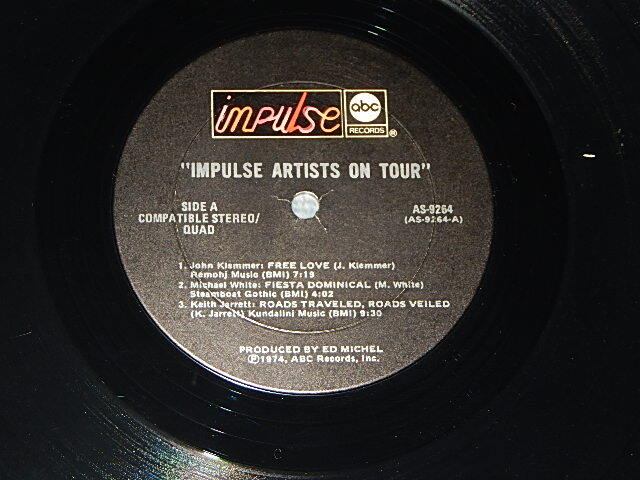 impulse
abc
RECORDS
®
"IMPULSE ARTISTS ON TOUR"
SIDE A
COMPATIBLE STEREO/
QUAD
AS-9264
(AS-9264-A)
1. John Klemmer: FREE LOVE (J. Klemmer)
Remohj Music (BMI) 7:19
2. Michael White: FIESTA DOMINICAL (M. White)
Steamboat Gothic (BMI) 4:02
3. Keith Jarrett: ROADS TRAVELED, ROADS VEILED
(K. Jarrett) Kundalini Music (BMI) 9:30
PRODUCED BY ED MICHEL
℗1974, ABC Records, Inc.